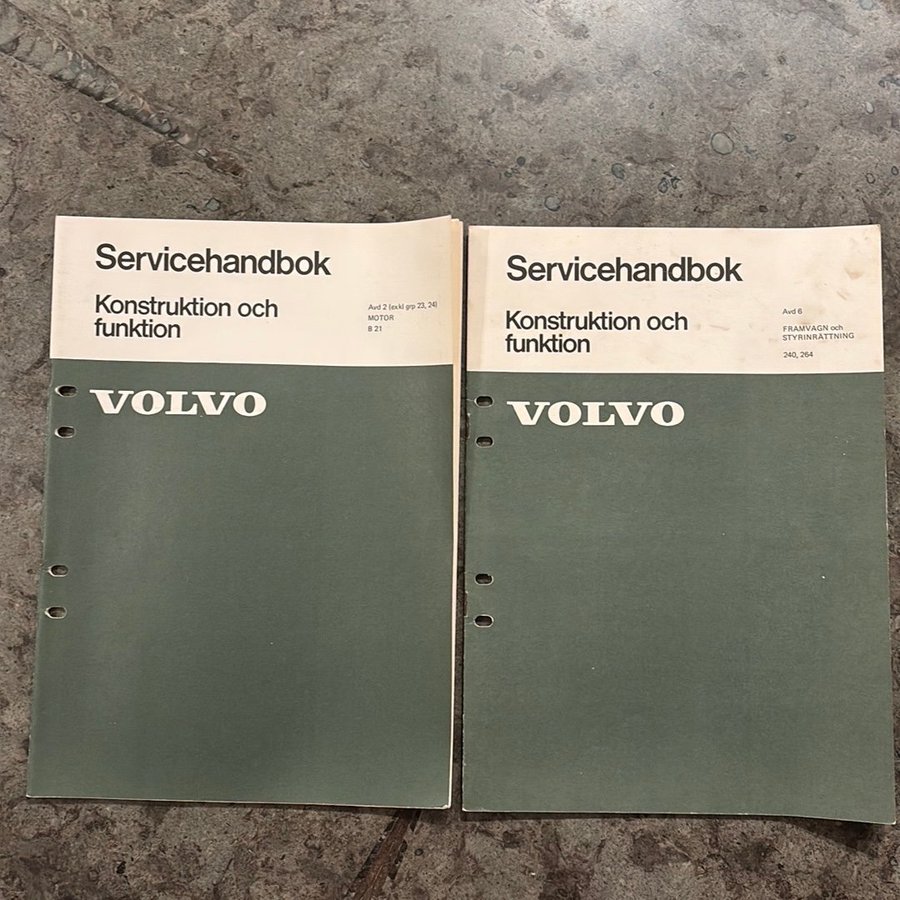 Servicehandbok
Konstruktion och
funktion
Avd 2 (exkl grp 23, 24)
MOTOR
B 21
VOLVO
Servicehandbok
Konstruktion och
funktion
Avd 6
FRAMVAGN och
STYRINRÄTTNING
240, 264
VOLVO